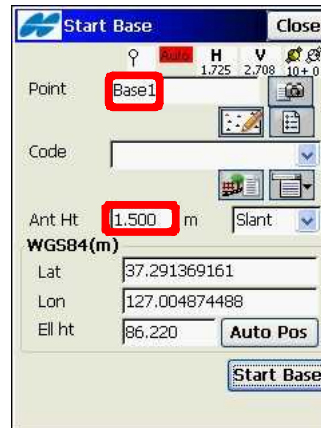 Start Base Close
Auto H V
1.725 2.708 10+ 0
Point Base1
Code
Ant Ht 1.500 m Slant
WGS84(m)
Lat 37.291369161
Lon 127.004874488
Ell ht 86.220 Auto Pos
Start Base